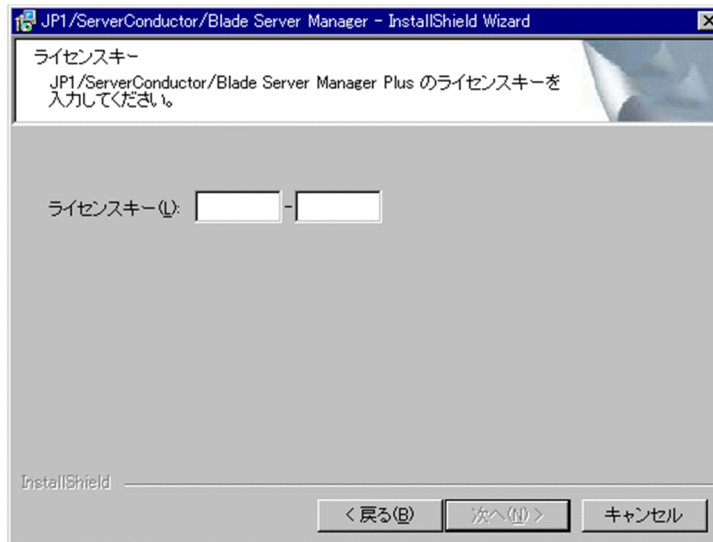 JP1/ServerConductor/Blade Server Manager - InstallShield Wizard
ライセンスキー
JP1/ServerConductor/Blade Server Manager Plus のライセンスキーを
入力してください。
ライセンスキー(L): -
InstallShield
< 戻る(B) 次へ(N) > キャンセル